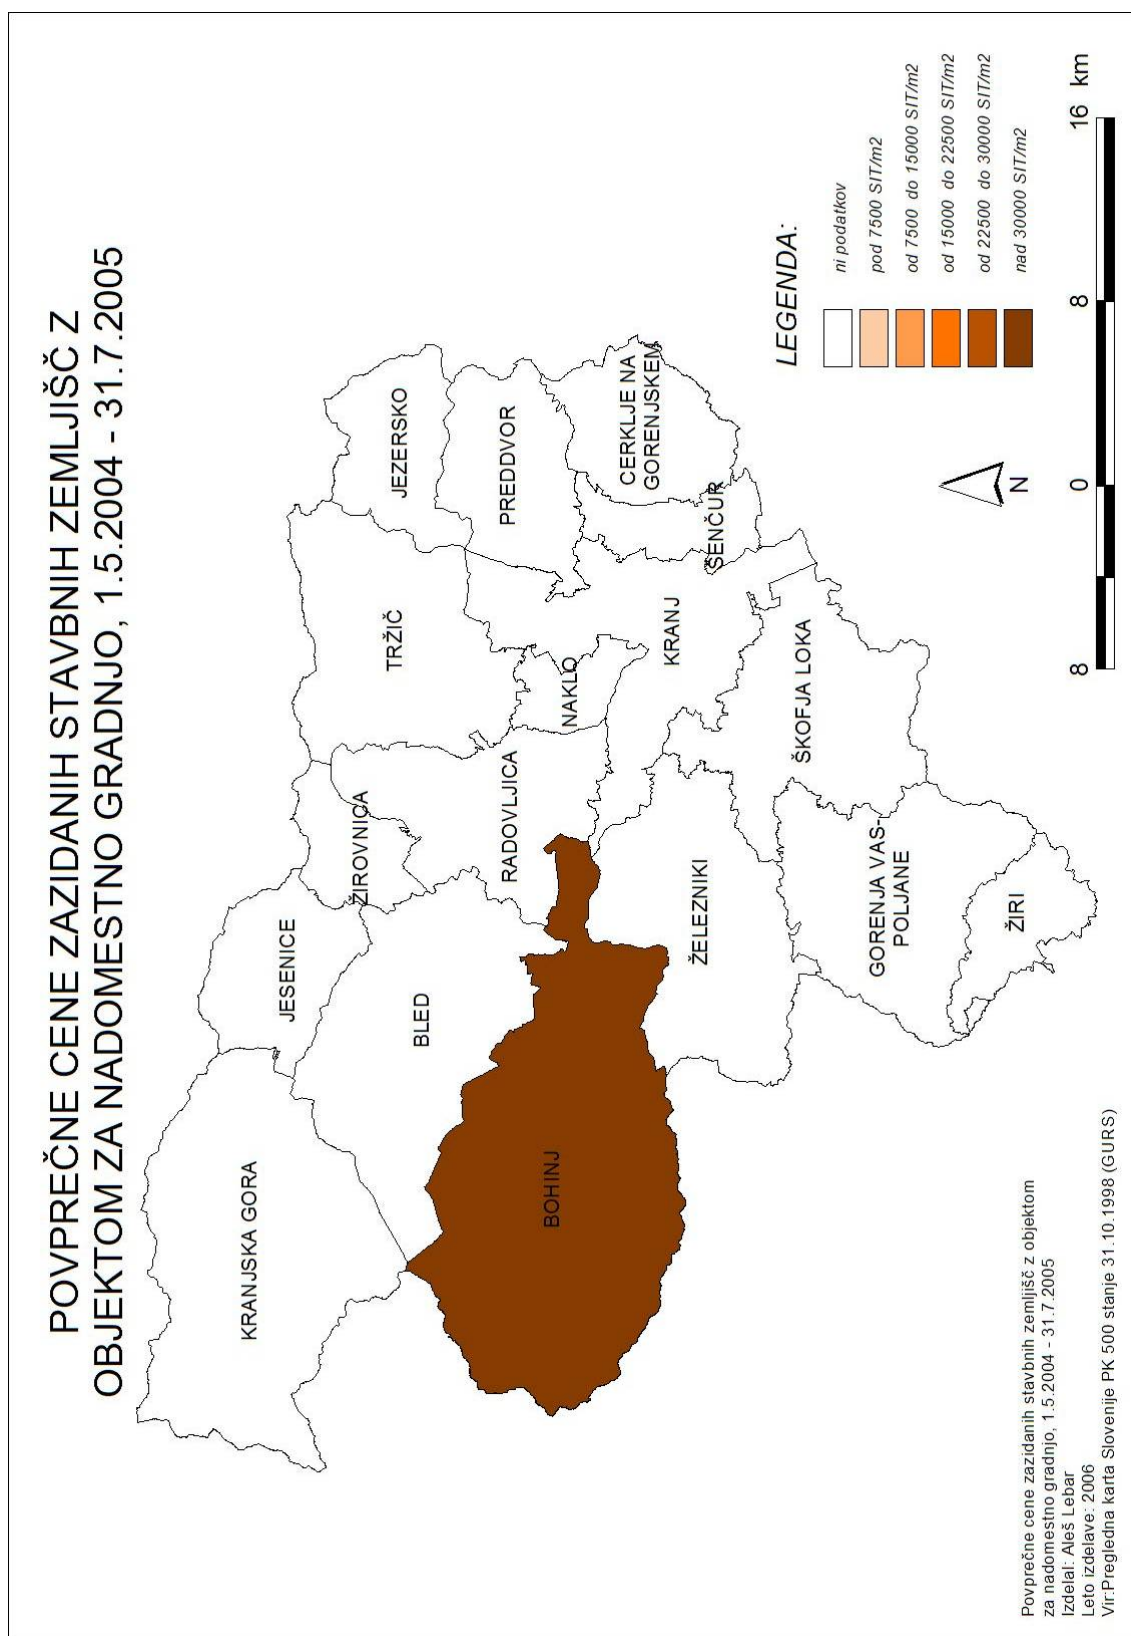 POVPREČNE CENE ZAZIDANIH STAVBNIH ZEMLJIŠČ Z
OBJEKTOM ZA NADOMESTNO GRADNJO, 1.5.2004 - 31.7.2005
KRANJSKA GORA
JESENICE
ŽIROVNICA
TRŽIČ
JEZERSKO
BLED
RADOVLJICA
PREDDVOR
BOHINJ
NAKLO
CERKLJE NA
GORENJSKEM
KRANJ
ŠENČUR
ŽELEZNIKI
ŠKOFJA LOKA
GORENJA VAS-
POLJANE
ŽIRI
LEGENDA:
ni podatkov
pod 7500 SIT/m2
od 7500 do 15000 SIT/m2
od 15000 do 22500 SIT/m2
od 22500 do 30000 SIT/m2
nad 30000 SIT/m2
N
8 0 8 16 km
Povprečne cene zazidanih stavbnih zemljišč z objektom
za nadomestno gradnjo, 1.5.2004 - 31.7.2005
Izdelal: Aleš Lebar
Leto izdelave: 2006
Vir:Pregledna karta Slovenije PK 500 stanje 31.10.1998 (GURS)